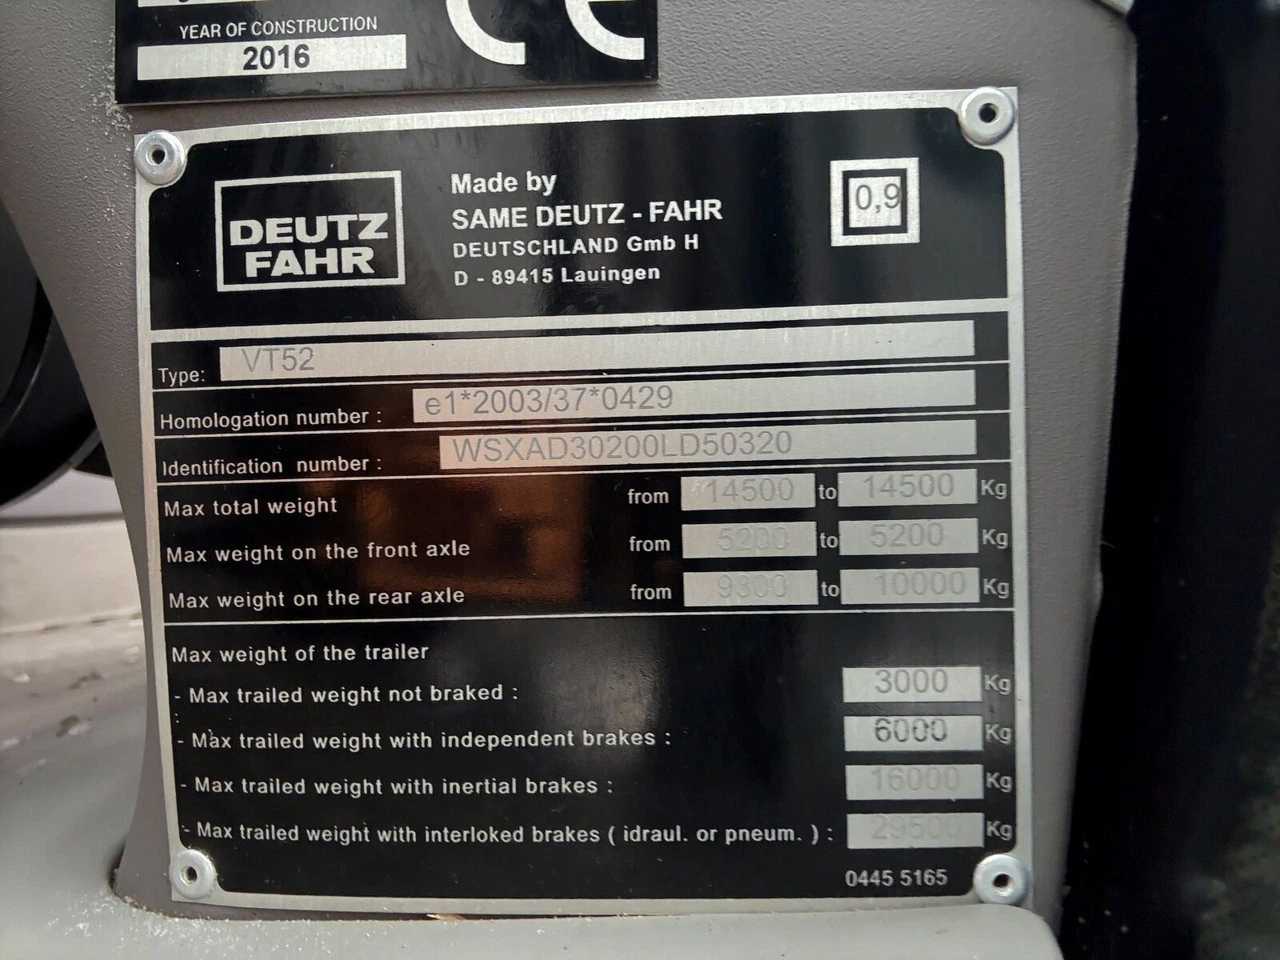 YEAR OF CONSTRUCTION
2016
CE
DEUTZ
FAHR
Made by
SAME DEUTZ - FAHR
DEUTSCHLAND Gmb H
D - 89415 Lauingen
0,9
Type: VT52
Homologation number : e1*2003/37*0429
Identification number : WSXAD30200LD50320
Max total weight from 14500 to 14500 Kg
Max weight on the front axle from 5200 to 5200 Kg
Max weight on the rear axle from 9300 to 10000 Kg
Max weight of the trailer
- Max trailed weight not braked : 3000 Kg
:
- Max trailed weight with independent brakes : 6000 Kg
- Max trailed weight with inertial brakes : 16000 Kg
- Max trailed weight with interloked brakes ( idraul. or pneum. ) : 29500 Kg
0445 5165